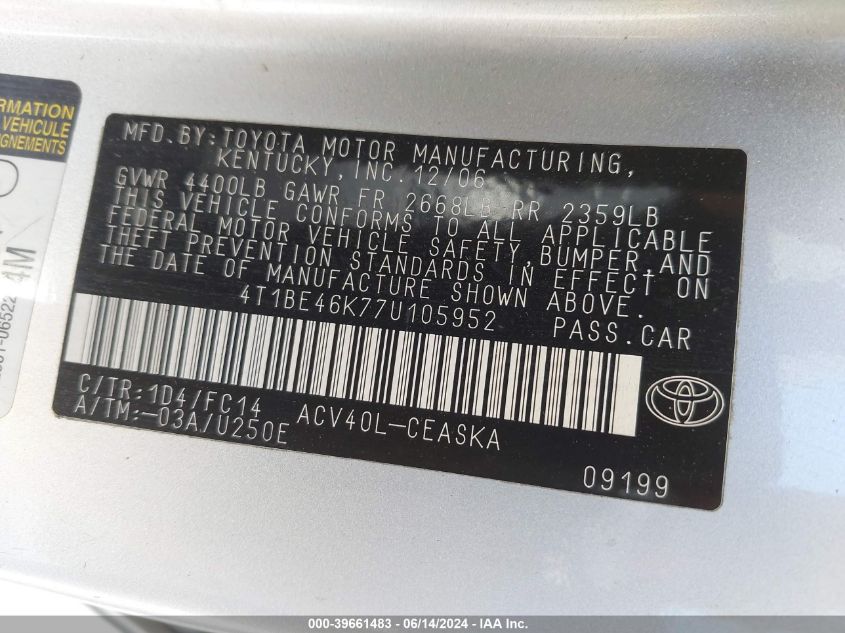 RMATION
VEHICULE
GNEMENTS
MFD.BY:TOYOTA MOTOR MANUFACTURING,
KENTUCKY,INC.12/06
GVWR 4400LB GAWR FR 2668LB RR 2359LB
THIS VEHICLE CONFORMS TO ALL APPLICABLE
FEDERAL MOTOR VEHICLE SAFETY,BUMPER,AND
THEFT PREVENTION STANDARDS IN EFFECT ON
THE DATE OF MANUFACTURE SHOWN ABOVE.
4T1BE46K77U105952 PASS.CAR
C/TR:1D4/FC14
A/TM:-03A/U250E
ACV40L-CEASKA
09199
000-39661483 - 06/14/2024 - IAA Inc.